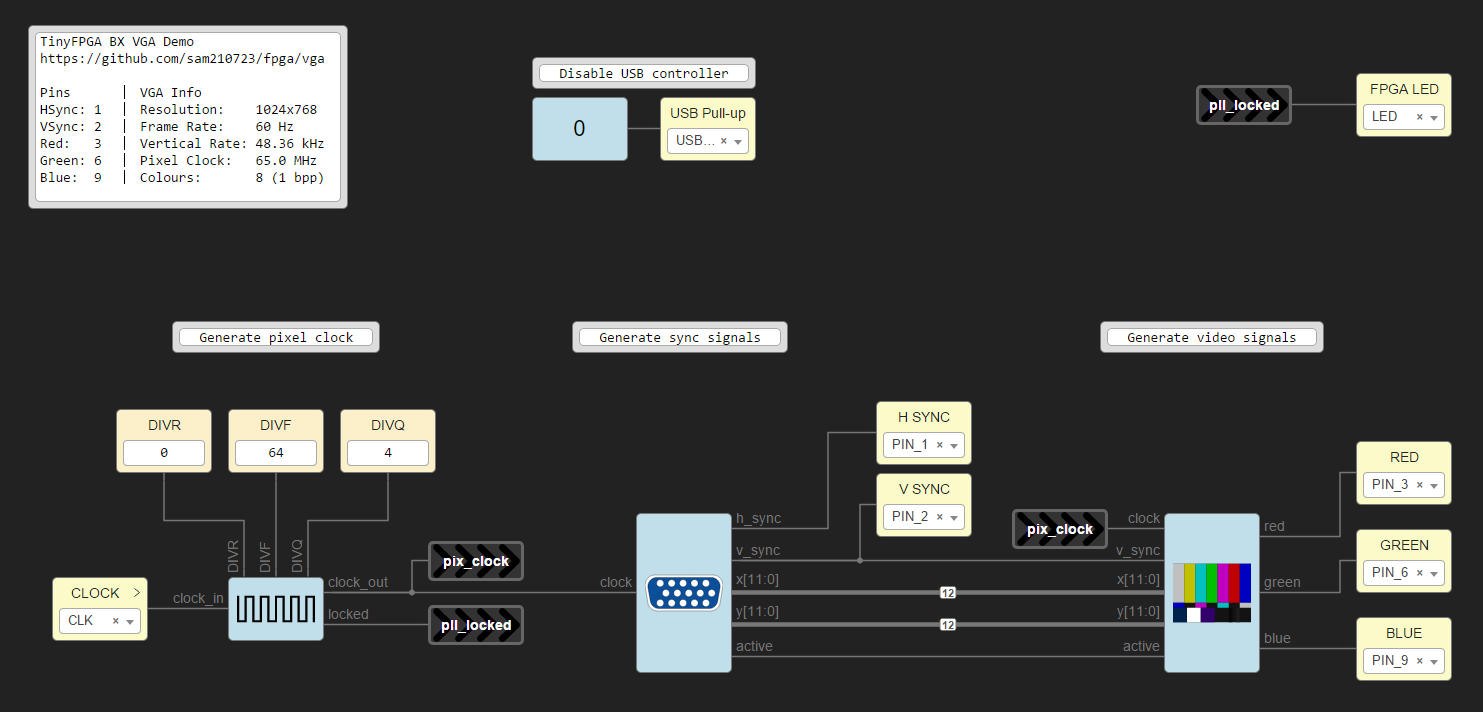 TinyFPGA BX VGA Demo
https://github.com/sam210723/fpga/vga
Pins | VGA Info
HSync: 1 | Resolution: 1024x768
VSync: 2 | Frame Rate: 60 Hz
Red: 3 | Vertical Rate: 48.36 kHz
Green: 6 | Pixel Clock: 65.0 MHz
Blue: 9 | Colours: 8 (1 bpp)
Disable USB controller
0
USB Pull-up
USB... ×
pll_locked
FPGA LED
LED ×
Generate pixel clock
Generate sync signals
Generate video signals
DIVR
0
DIVF
64
DIVQ
4
DIVR
DIVF
DIVQ
CLOCK >
CLK ×
clock_in
clock_out
locked
pix_clock
pll_locked
clock
h_sync
v_sync
x[11:0]
y[11:0]
active
H SYNC
PIN_1 ×
V SYNC
PIN_2 ×
12
12
pix_clock
clock
v_sync
x[11:0]
y[11:0]
active
red
green
blue
RED
PIN_3 ×
GREEN
PIN_6 ×
BLUE
PIN_9 ×